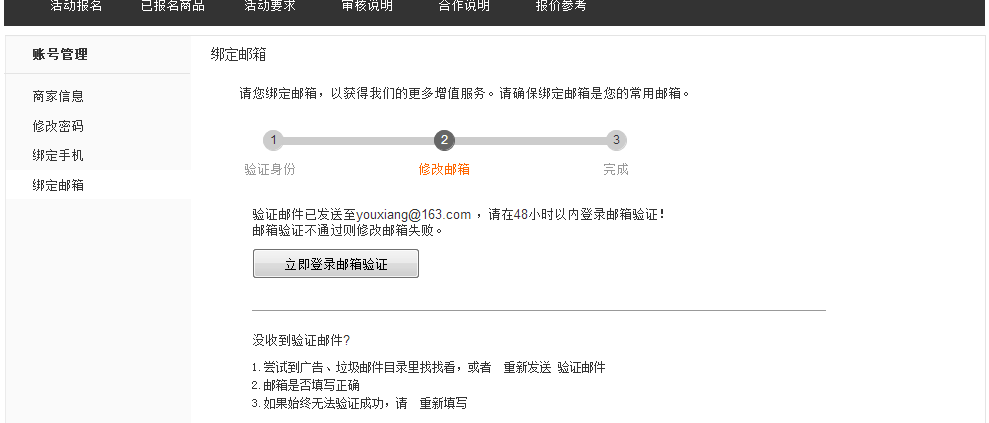 活动报名 已报名商品 活动要求 审核说明 合作说明 报价参考
账号管理
商家信息
修改密码
绑定手机
绑定邮箱
绑定邮箱
请您绑定邮箱，以获得我们的更多增值服务。请确保绑定邮箱是您的常用邮箱。
1 2 3
验证身份 修改邮箱 完成
验证邮件已发送至youxiang@163.com ，请在48小时以内登录邮箱验证！
邮箱验证不通过则修改邮箱失败。
立即登录邮箱验证
没收到验证邮件?
1. 尝试到广告、垃圾邮件目录里找找看，或者 重新发送 验证邮件
2. 邮箱是否填写正确
3. 如果始终无法验证成功，请 重新填写